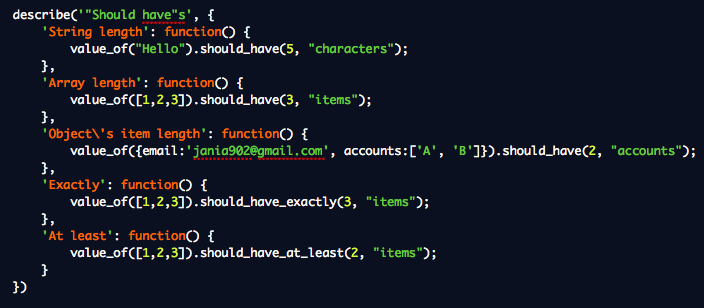 describe('"Should have"s', {
    'String length': function() {
        value_of("Hello").should_have(5, "characters");
    },
    'Array length': function() {
        value_of([1,2,3]).should_have(3, "items");
    },
    'Object\'s item length': function() {
        value_of({email:'jania902@gmail.com', accounts:['A', 'B']}).should_have(2, "accounts");
    },
    'Exactly': function() {
        value_of([1,2,3]).should_have_exactly(3, "items");
    },
    'At least': function() {
        value_of([1,2,3]).should_have_at_least(2, "items");
    }
})